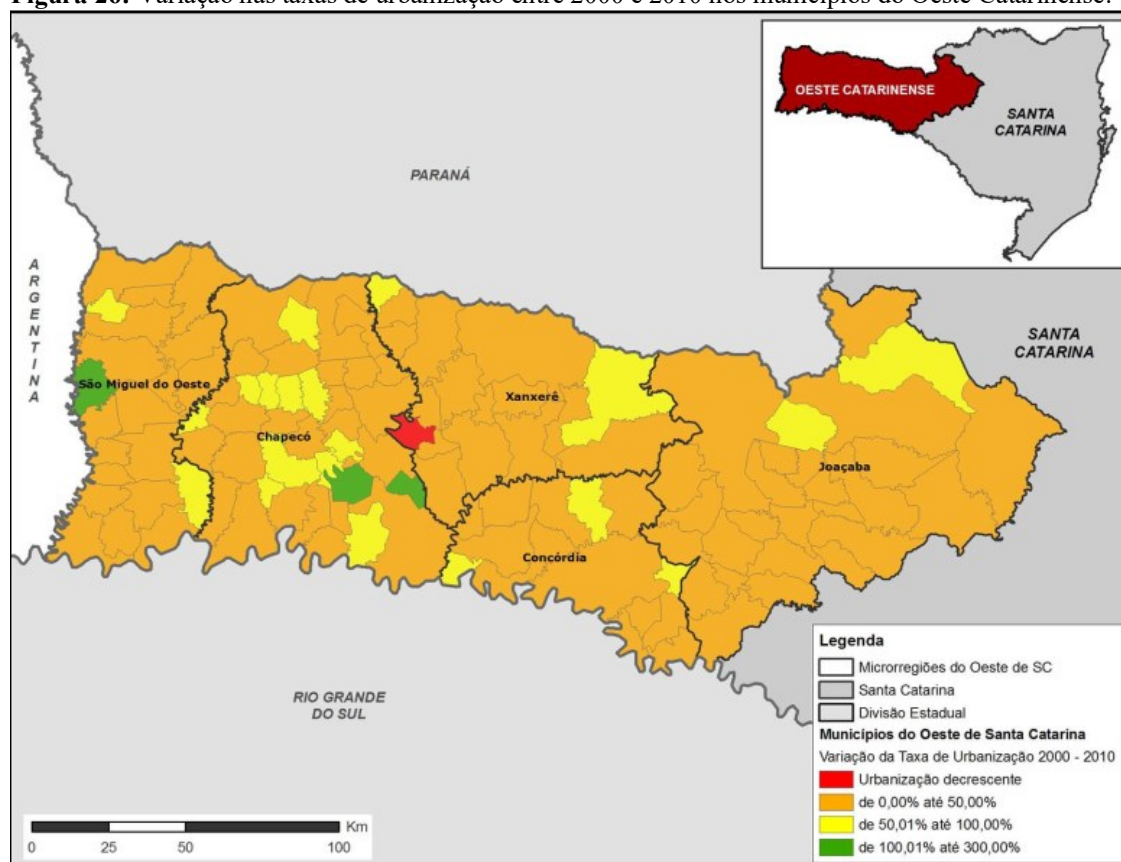 Figura 20: Variação nas taxas de urbanização entre 2000 e 2010 nos municípios do Oeste Catarinense.
OESTE CATARINENSE
SANTA
CATARINA
PARANÁ
ARGENTINA
SANTA
CATARINA
São Miguel do Oeste
Xanxerê
Chapecó
Joaçaba
Concórdia
RIO GRANDE
DO SUL
Legenda
Microrregiões do Oeste de SC
Santa Catarina
Divisão Estadual
Municípios do Oeste de Santa Catarina
Variação da Taxa de Urbanização 2000 - 2010
Urbanização decrescente
de 0,00% até 50,00%
de 50,01% até 100,00%
de 100,01% até 300,00%
Km
0 25 50 100